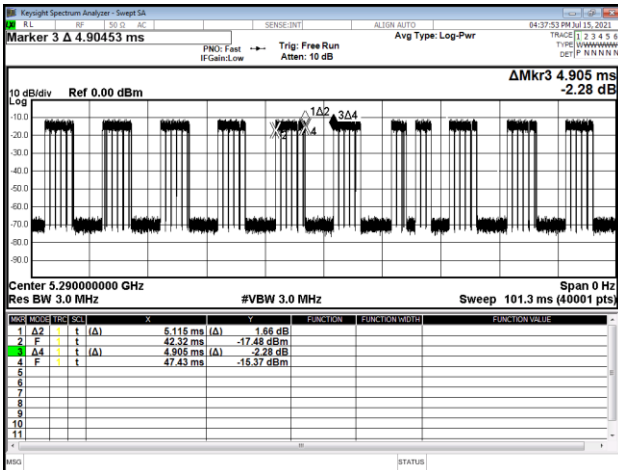 Keysight Spectrum Analyzer - Swept SA
RL RF 50 Ω AC SENSE:INT ALIGN AUTO 04:37:53 PM Jul 15, 2021
Marker 3 Δ 4.90453 ms
PNO: Fast
IFGain:Low
Trig: Free Run
Atten: 10 dB
Avg Type: Log-Pwr
TRACE 1 2 3 4 5 6
TYPE WWWWWW
DET P N N N N N
ΔMkr3 4.905 ms
-2.28 dB
10 dB/div Ref 0.00 dBm
Log
1Δ2
3Δ4
2
4
-10.0
-20.0
-30.0
-40.0
-50.0
-60.0
-70.0
-80.0
-90.0
Center 5.290000000 GHz Span 0 Hz
Res BW 3.0 MHz #VBW 3.0 MHz Sweep 101.3 ms (40001 pts)
MKR MODE TRC SCL X Y FUNCTION FUNCTION WIDTH FUNCTION VALUE
1 Δ2 1 t (Δ) 5.115 ms (Δ) 1.66 dB
2 F 1 t 42.32 ms -17.48 dBm
3 Δ4 1 t (Δ) 4.905 ms (Δ) -2.28 dB
4 F 1 t 47.43 ms -15.37 dBm
5
6
7
8
9
10
11
MSG STATUS